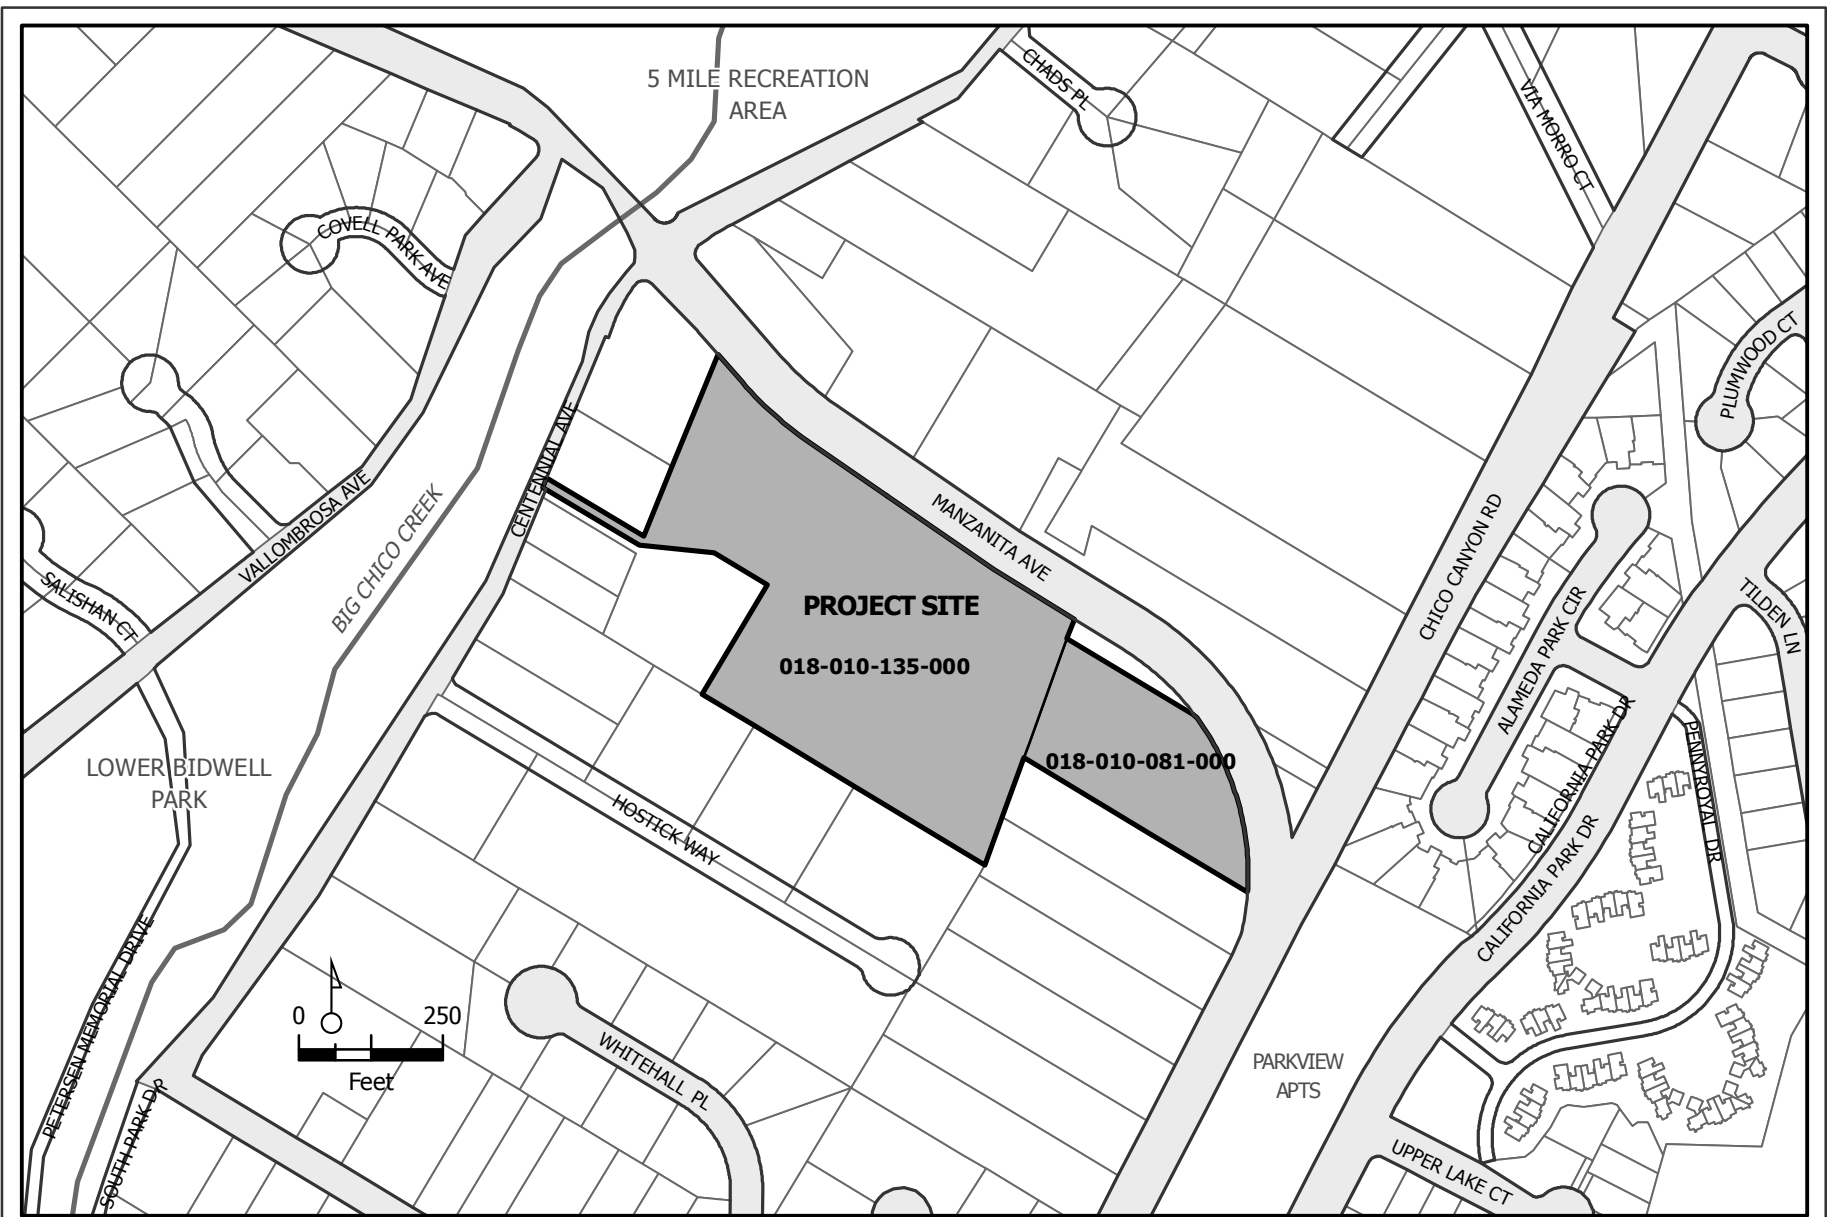 5 MILE RECREATION
AREA
CHADS PL
VIA MORRO CT
COVELL PARK AVE
PLUMWOOD CT
CENTENNIAL AVE
VALLOMBROSA AVE
BIG CHICO CREEK
MANZANITA AVE
CHICO CANYON RD
SALISHAN CT
PROJECT SITE
018-010-135-000
ALAMEDA PARK CIR
TILDEN LN
LOWER BIDWELL
PARK
018-010-081-000
CALIFORNIA PARK DR
PENNYROYAL DR
HOSTICK WAY
CALIFORNIA PARK DR
PETERSEN MEMORIAL DRIVE
0 250
Feet
WHITEHALL PL
PARKVIEW
APTS
SOUTH PARK DR
UPPER LAKE CT